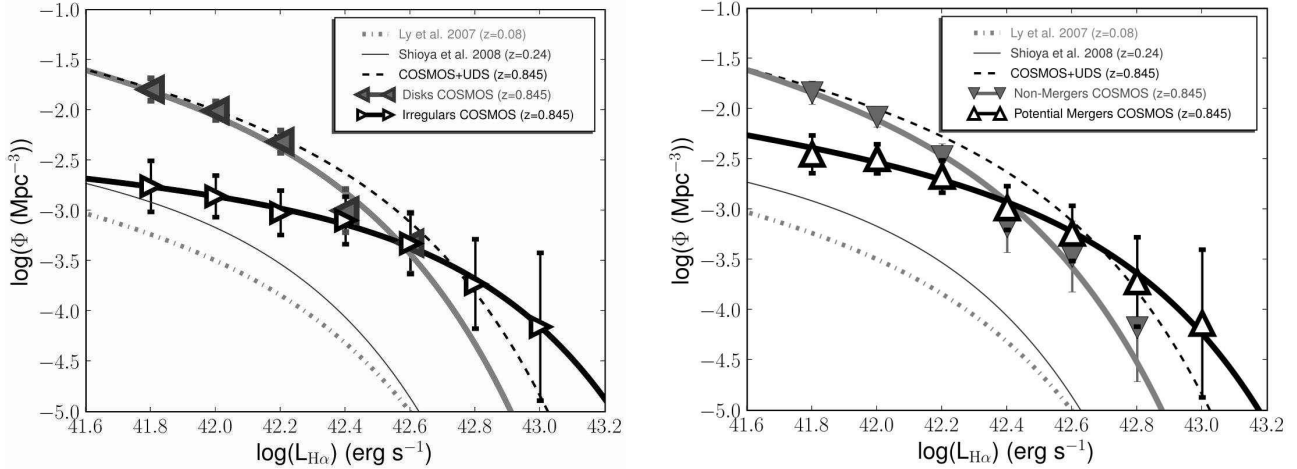 Ly et al. 2007 (z=0.08)
Shioya et al. 2008 (z=0.24)
COSMOS+UDS (z=0.845)
Disks COSMOS (z=0.845)
Irregulars COSMOS (z=0.845)
log(Φ (Mpc⁻³))
−1.0
−1.5
−2.0
−2.5
−3.0
−3.5
−4.0
−4.5
−5.0
41.6 41.8 42.0 42.2 42.4 42.6 42.8 43.0 43.2
log(L_Hα) (erg s⁻¹)
Ly et al. 2007 (z=0.08)
Shioya et al. 2008 (z=0.24)
COSMOS+UDS (z=0.845)
Non-Mergers COSMOS (z=0.845)
Potential Mergers COSMOS (z=0.845)
log(Φ (Mpc⁻³))
−1.0
−1.5
−2.0
−2.5
−3.0
−3.5
−4.0
−4.5
−5.0
41.6 41.8 42.0 42.2 42.4 42.6 42.8 43.0 43.2
log(L_Hα) (erg s⁻¹)